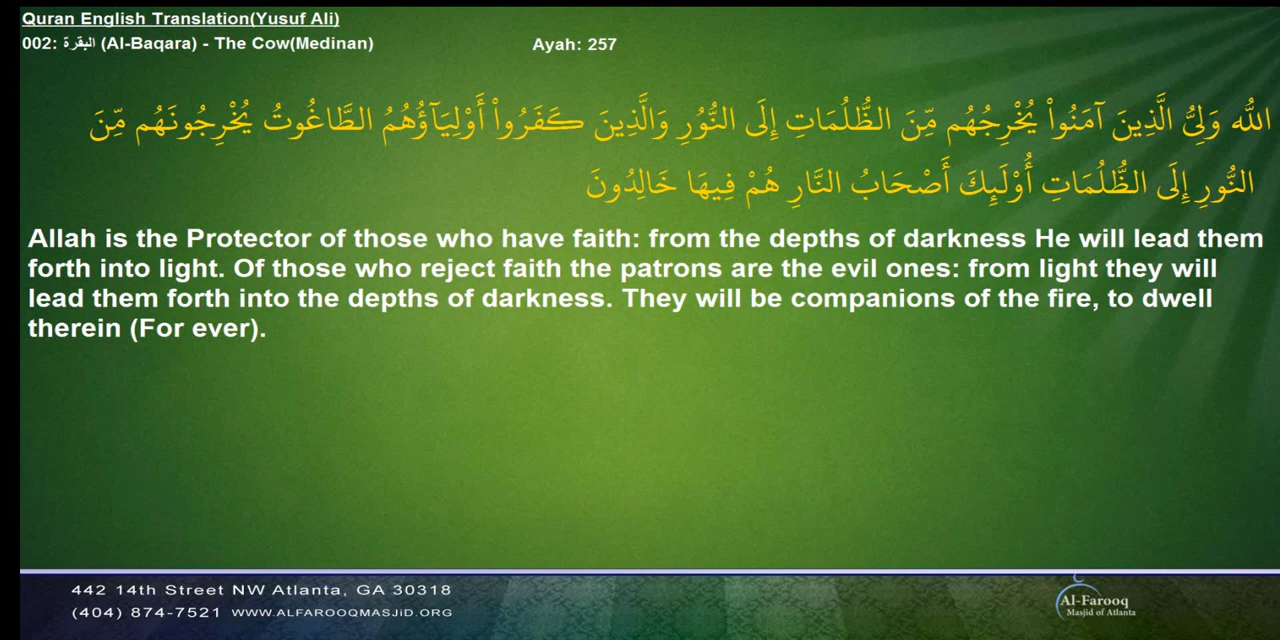 Quran English Translation(Yusuf Ali)
002: البقرة (Al-Baqara) - The Cow(Medinan)
Ayah: 257
اللّه وَلِيُّ الَّذِينَ آمَنُواْ يُخْرِجُهُم مِّنَ الظُّلُمَاتِ إِلَى النُّوُرِ وَالَّذِينَ كَفَرُواْ أَوْلِيَآؤُهُمُ الطَّاغُوتُ يُخْرِجُونَهُم مِّنَ
النُّورِ إِلَى الظُّلُمَاتِ أُوْلَئِكَ أَصْحَابُ النَّارِ هُمْ فِيهَا خَالِدُونَ
Allah is the Protector of those who have faith: from the depths of darkness He will lead them
forth into light. Of those who reject faith the patrons are the evil ones: from light they will
lead them forth into the depths of darkness. They will be companions of the fire, to dwell
therein (For ever).
442 14th Street NW Atlanta, GA 30318
(404) 874-7521 WWW.ALFAROOQMASJiD.ORG
Al-Farooq
Masjid of Atlanta